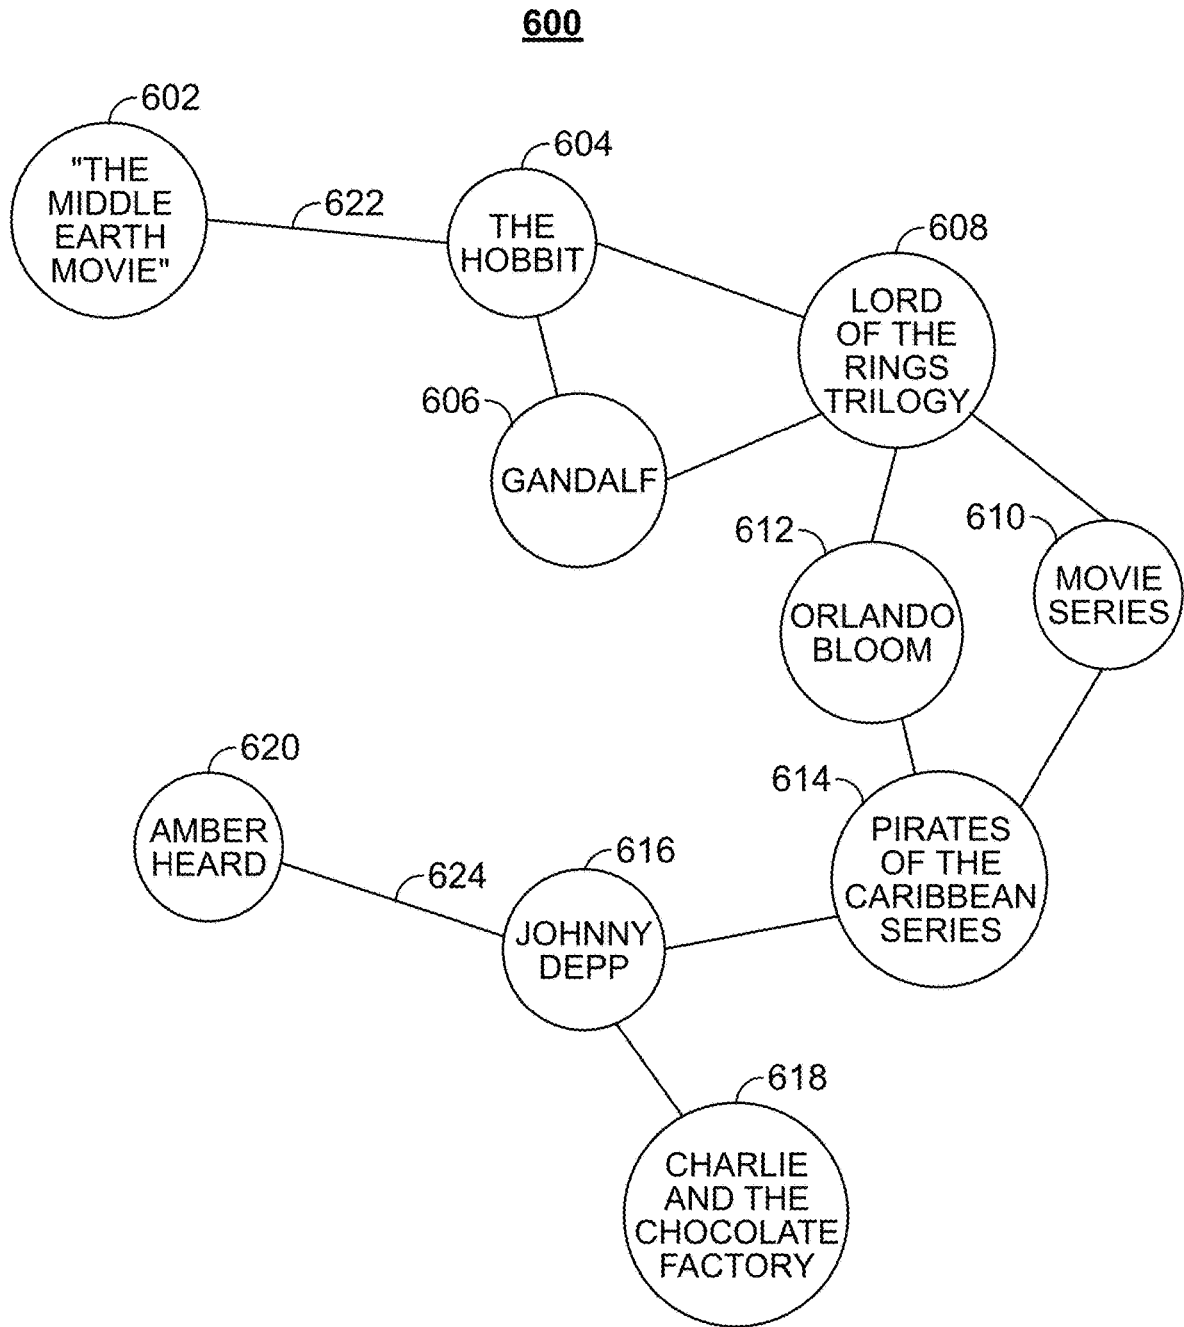 600
602
"THE
MIDDLE
EARTH
MOVIE"
622
604
THE
HOBBIT
608
LORD
OF THE
RINGS
TRILOGY
606
GANDALF
612
ORLANDO
BLOOM
610
MOVIE
SERIES
620
AMBER
HEARD
624
616
JOHNNY
DEPP
614
PIRATES
OF THE
CARIBBEAN
SERIES
618
CHARLIE
AND THE
CHOCOLATE
FACTORY